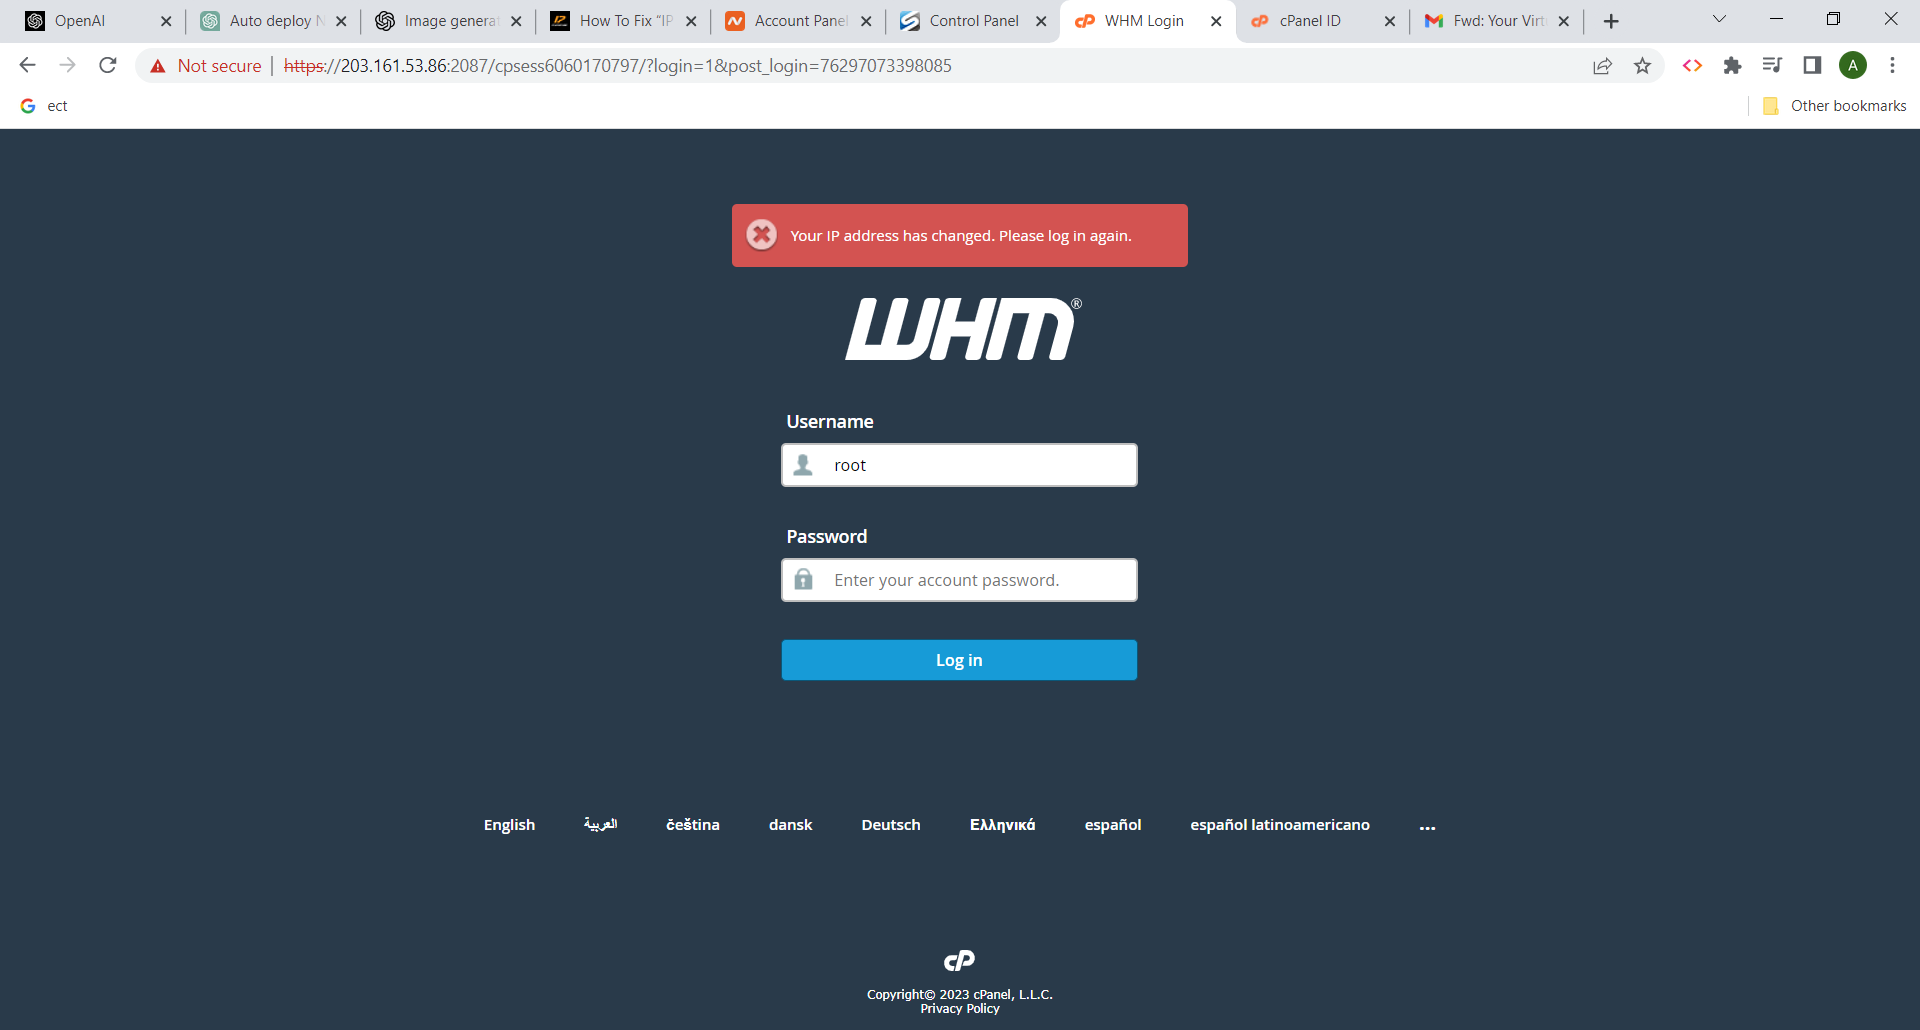 OpenAI
Auto deploy N
Image generat
How To Fix “IP
Account Panel
Control Panel
WHM Login
cPanel ID
Fwd: Your Virt
Not secure
https://203.161.53.86:2087/cpsess6060170797/?login=1&post_login=76297073398085
A
ect
Other bookmarks
Your IP address has changed. Please log in again.
WHM®
Username
root
Password
Enter your account password.
Log in
English العربية čeština dansk Deutsch Ελληνικά español español latinoamericano ...
cP
Copyright© 2023 cPanel, L.L.C.
Privacy Policy